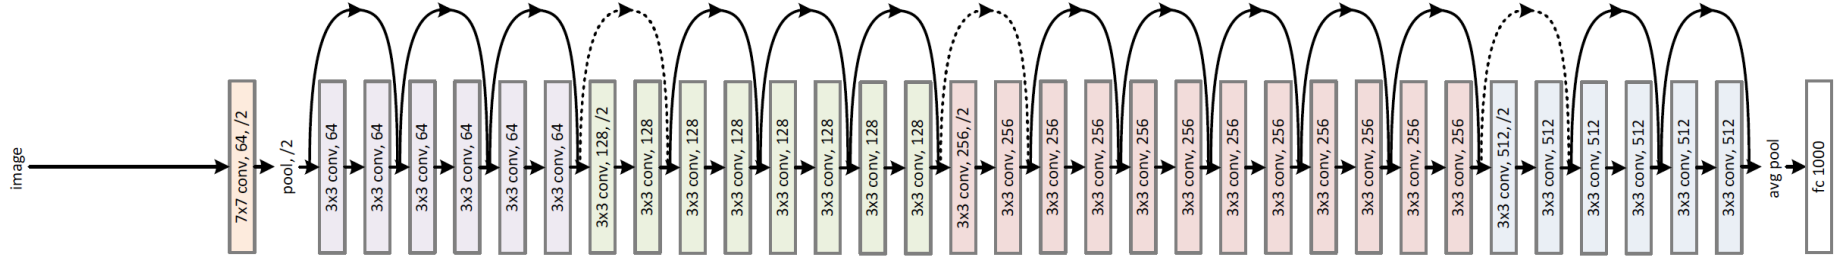 image
7x7 conv, 64, /2
pool, /2
3x3 conv, 64
3x3 conv, 64
3x3 conv, 64
3x3 conv, 64
3x3 conv, 64
3x3 conv, 64
3x3 conv, 128, /2
3x3 conv, 128
3x3 conv, 128
3x3 conv, 128
3x3 conv, 128
3x3 conv, 128
3x3 conv, 128
3x3 conv, 128
3x3 conv, 256, /2
3x3 conv, 256
3x3 conv, 256
3x3 conv, 256
3x3 conv, 256
3x3 conv, 256
3x3 conv, 256
3x3 conv, 256
3x3 conv, 256
3x3 conv, 256
3x3 conv, 256
3x3 conv, 256
3x3 conv, 512, /2
3x3 conv, 512
3x3 conv, 512
3x3 conv, 512
3x3 conv, 512
3x3 conv, 512
avg pool
fc 1000